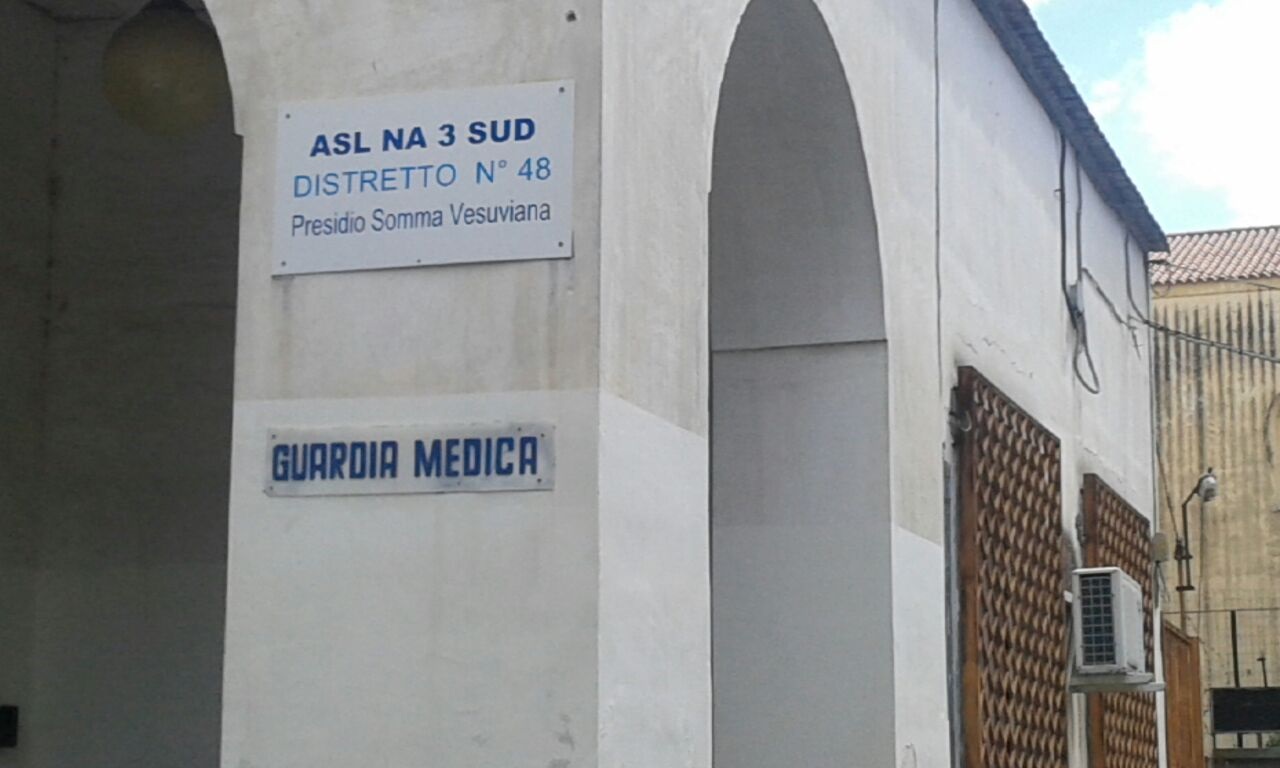 ASL NA 3 SUD
DISTRETTO N° 48
Presidio Somma Vesuviana
GUARDIA MEDICA